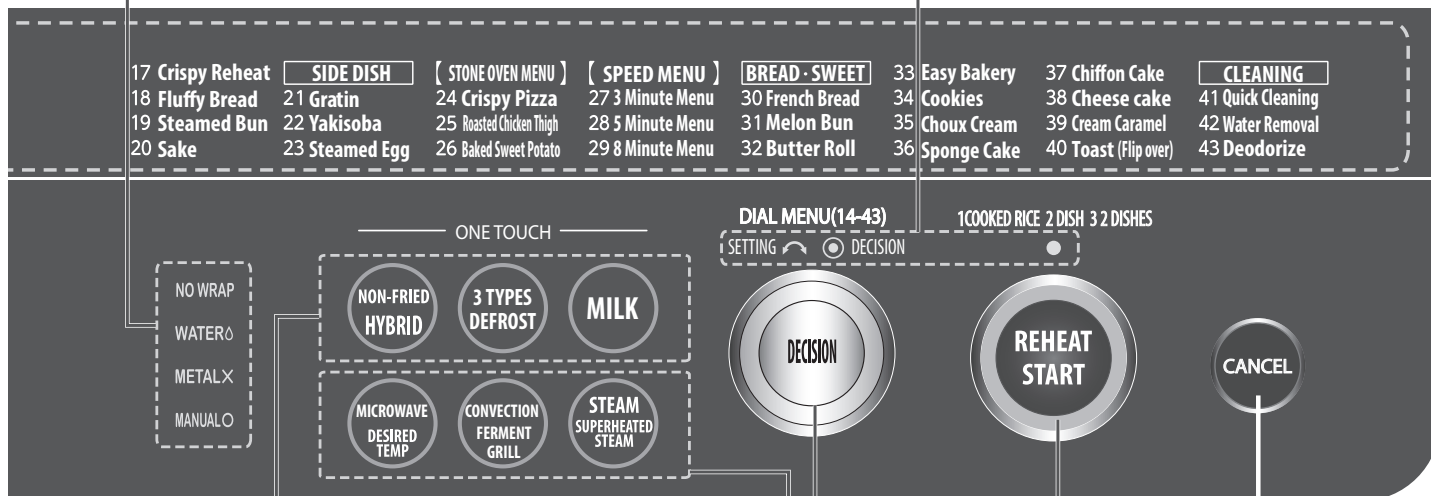 17 Crispy Reheat
18 Fluffy Bread
19 Steamed Bun
20 Sake
SIDE DISH
21 Gratin
22 Yakisoba
23 Steamed Egg
【 STONE OVEN MENU 】
24 Crispy Pizza
25 Roasted Chicken Thigh
26 Baked Sweet Potato
【 SPEED MENU 】
27 3 Minute Menu
28 5 Minute Menu
29 8 Minute Menu
BREAD · SWEET
30 French Bread
31 Melon Bun
32 Butter Roll
33 Easy Bakery
34 Cookies
35 Choux Cream
36 Sponge Cake
37 Chiffon Cake
38 Cheese cake
39 Cream Caramel
40 Toast (Flip over)
CLEANING
41 Quick Cleaning
42 Water Removal
43 Deodorize
NO WRAP
WATER
METAL✕
MANUAL○
ONE TOUCH
NON-FRIED
HYBRID
3 TYPES
DEFROST
MILK
MICROWAVE
DESIRED
TEMP
CONVECTION
FERMENT
GRILL
STEAM
SUPERHEATED
STEAM
DIAL MENU(14-43)
SETTING DECISION
1COOKED RICE 2 DISH 3 2 DISHES
DECISION
REHEAT
START
CANCEL